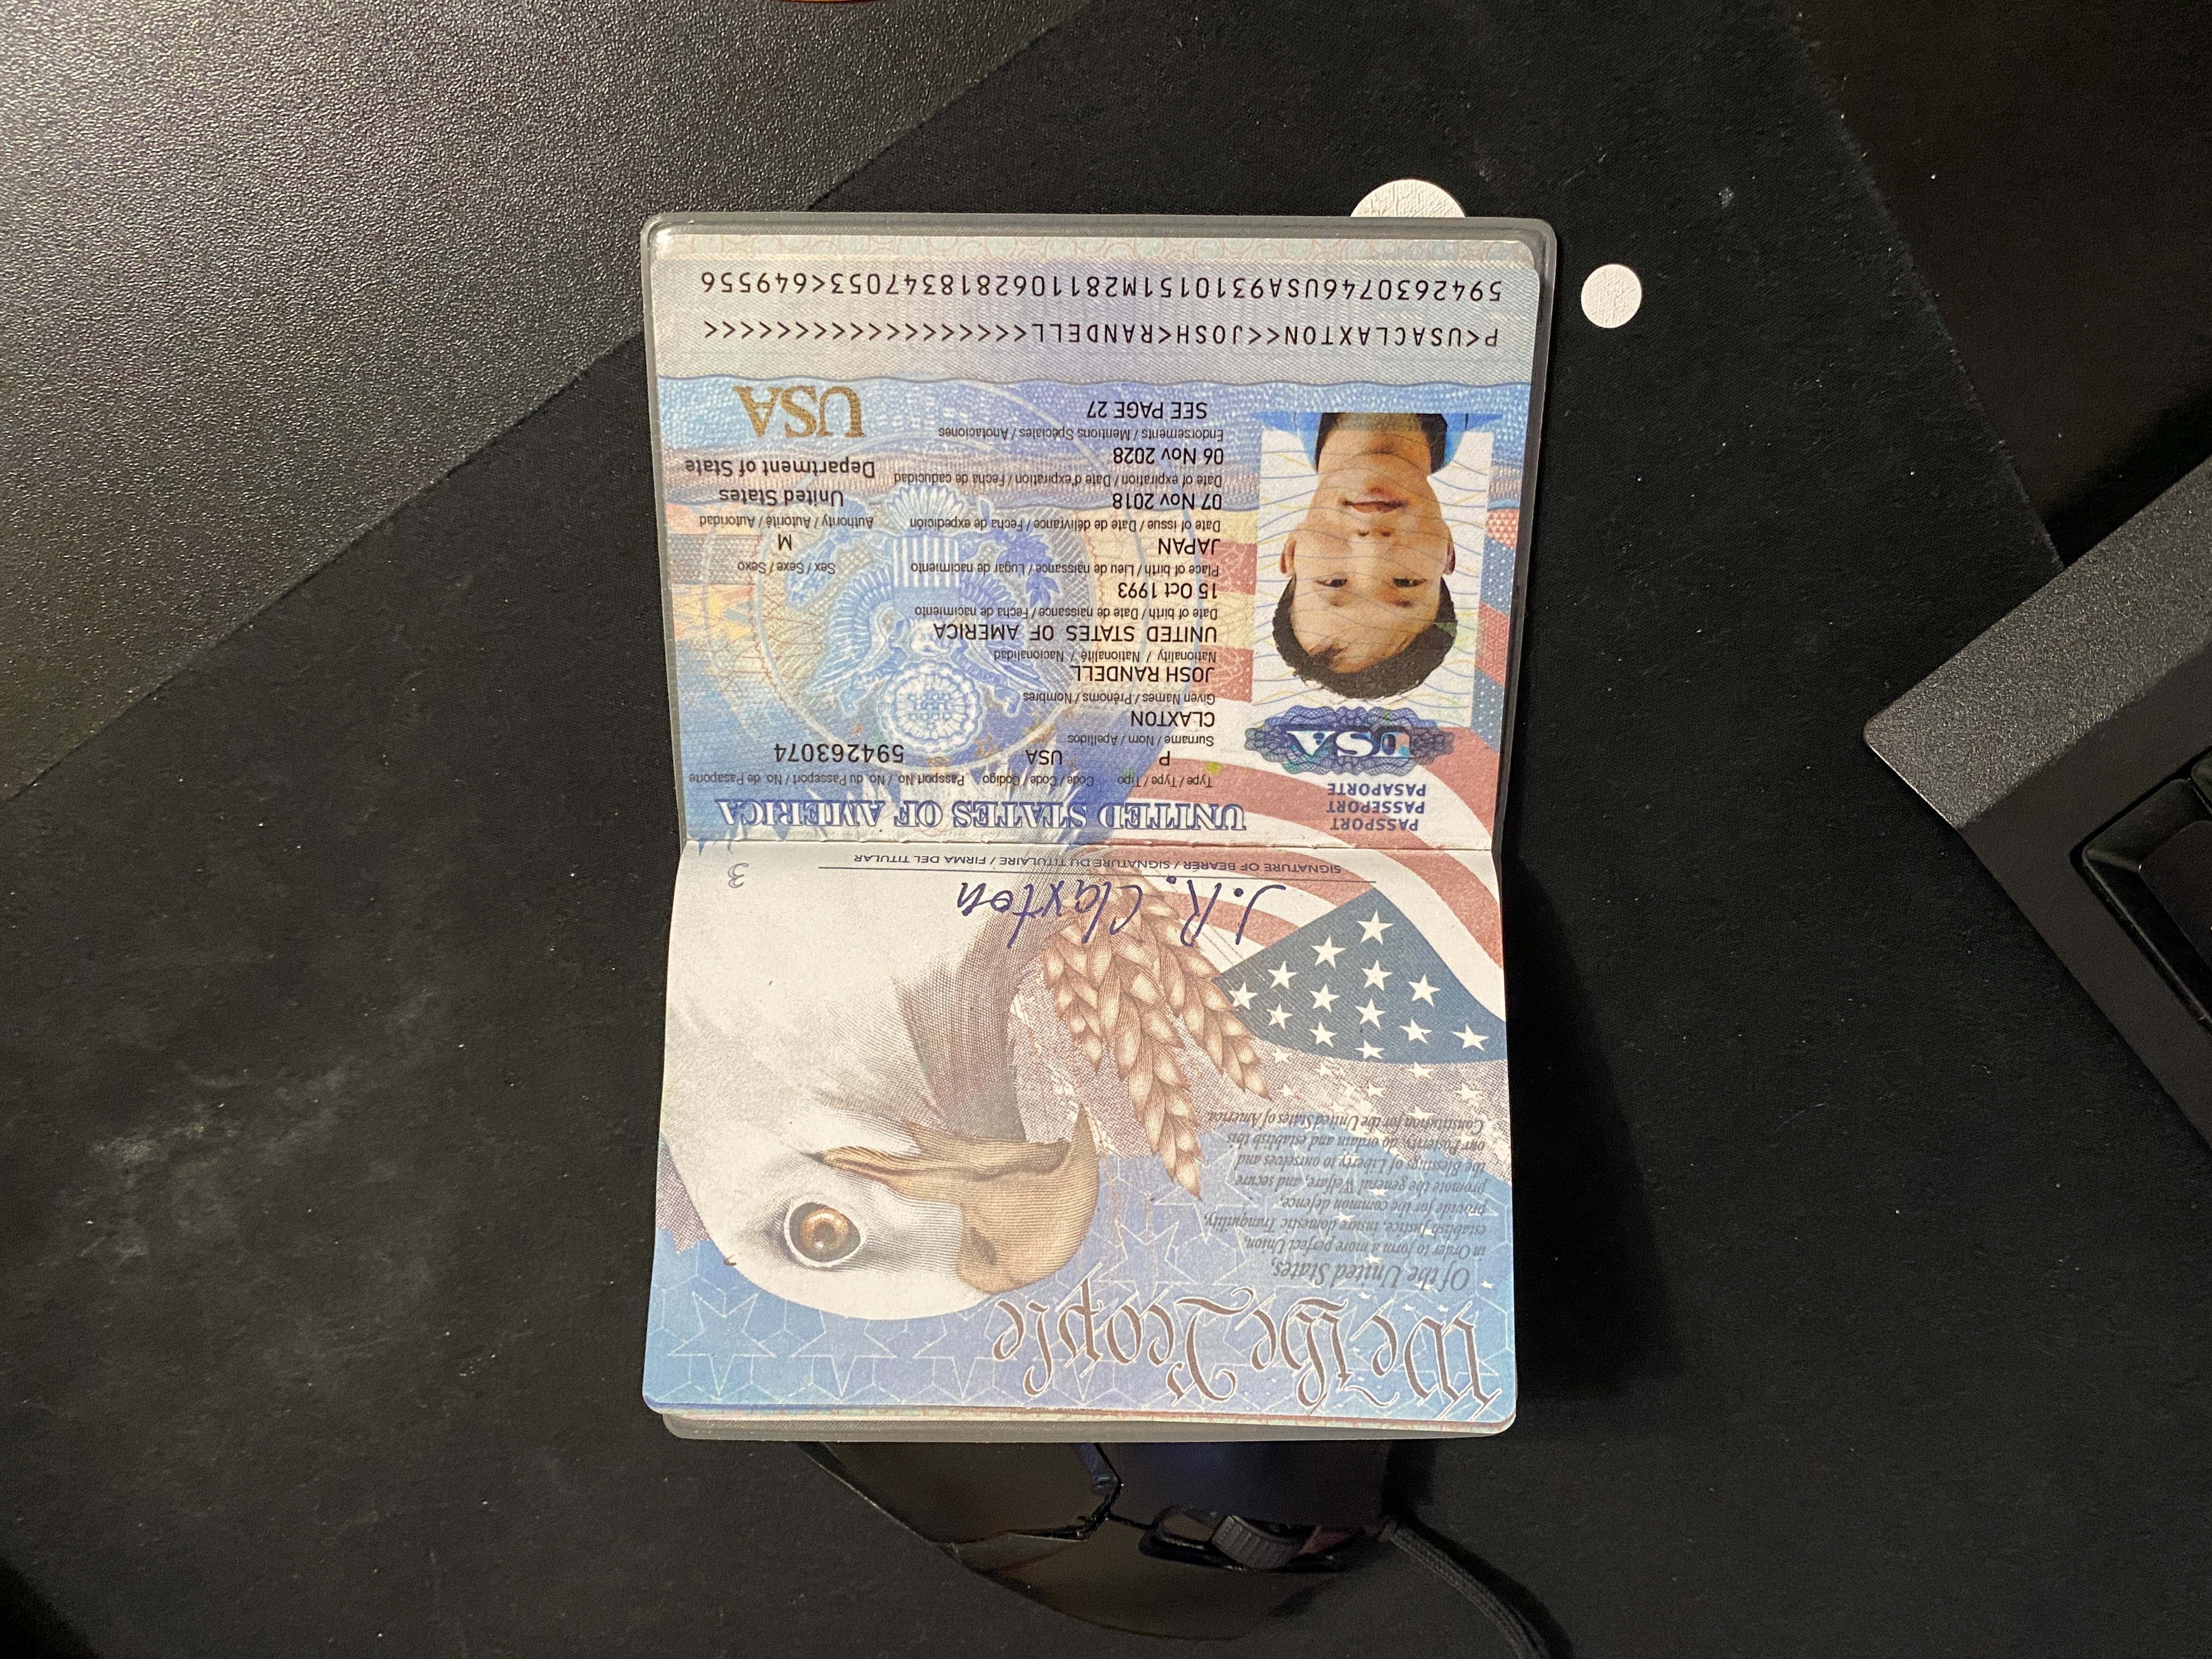 We the People
Of the United States,
in Order to form a more perfect Union,
establish Justice, insure domestic Tranquility,
provide for the common defence,
promote the general Welfare, and secure
the Blessings of Liberty to ourselves and
our Posterity, do ordain and establish this
Constitution for the United States of America.
J. R. Claxton
SIGNATURE OF BEARER / SIGNATURE DU TITULAIRE / FIRMA DEL TITULAR
3
PASSPORT
PASSEPORT
PASAPORTE
USA
UNITED STATES OF AMERICA
Type / Type / Tipo Code / Code / Codigo Passport No. / No. du Passeport / No. de Pasaporte
P USA 594263074
Surname / Nom / Apellidos
CLAXTON
Given Names / Prénoms / Nombres
JOSH RANDELL
Nationality / Nationalité / Nacionalidad
UNITED STATES OF AMERICA
Date of birth / Date de naissance / Fecha de nacimiento
15 Oct 1993
Place of birth / Lieu de naissance / Lugar de nacimiento Sex / Sexe / Sexo
JAPAN M
Date of issue / Date de délivrance / Fecha de expedición Authority / Autorité / Autoridad
07 Nov 2018 United States
Date of expiration / Date d'expiration / Fecha de caducidad Department of State
06 Nov 2028
Endorsements / Mentions Spéciales / Anotaciones
SEE PAGE 27
USA
P<USACLAXTON<<JOSH<RANDELL<<<<<<<<<<<<<<<<<<
5942630746USA9310151M2811062818347053<649556